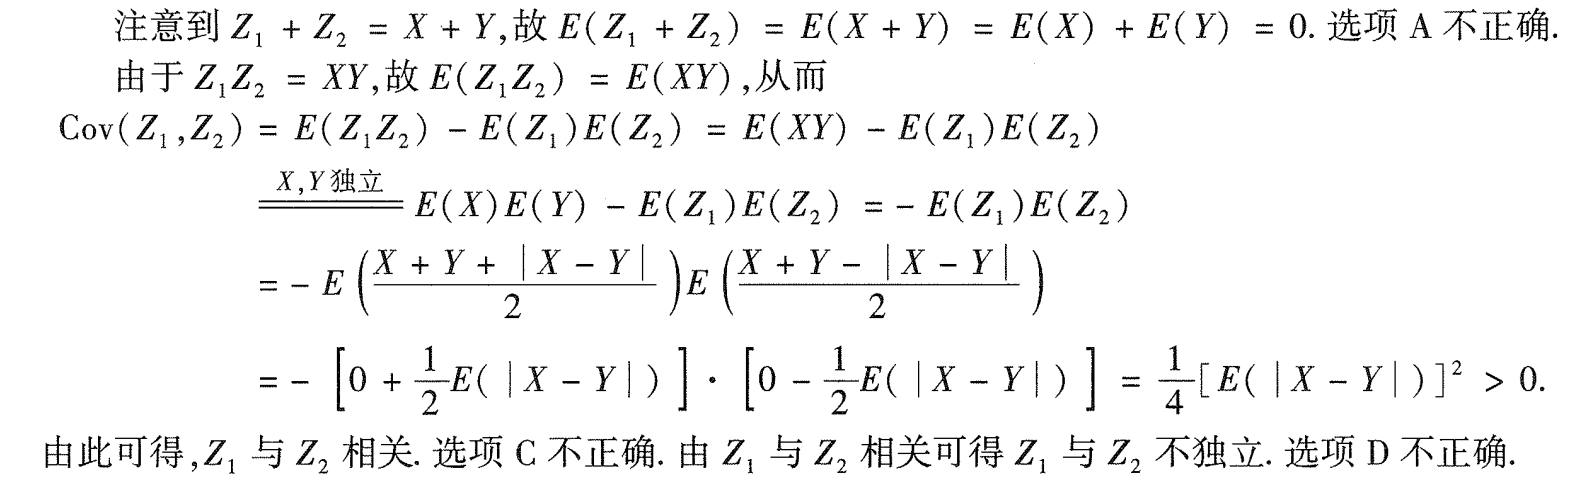 注意到 Z₁ + Z₂ = X + Y,故 E(Z₁ + Z₂) = E(X + Y) = E(X) + E(Y) = 0. 选项 A 不正确.
由于 Z₁Z₂ = XY,故 E(Z₁Z₂) = E(XY),从而
Cov(Z₁,Z₂) = E(Z₁Z₂) − E(Z₁)E(Z₂) = E(XY) − E(Z₁)E(Z₂)
X,Y独立
═══ E(X)E(Y) − E(Z₁)E(Z₂) = − E(Z₁)E(Z₂)
= − E((X + Y + |X − Y|)/2)E((X + Y − |X − Y|)/2)
= − [0 + 1/2 E(|X − Y|)] · [0 − 1/2 E(|X − Y|)] = 1/4 [E(|X − Y|)]² > 0.
由此可得,Z₁ 与 Z₂ 相关. 选项 C 不正确. 由 Z₁ 与 Z₂ 相关可得 Z₁ 与 Z₂ 不独立. 选项 D 不正确.